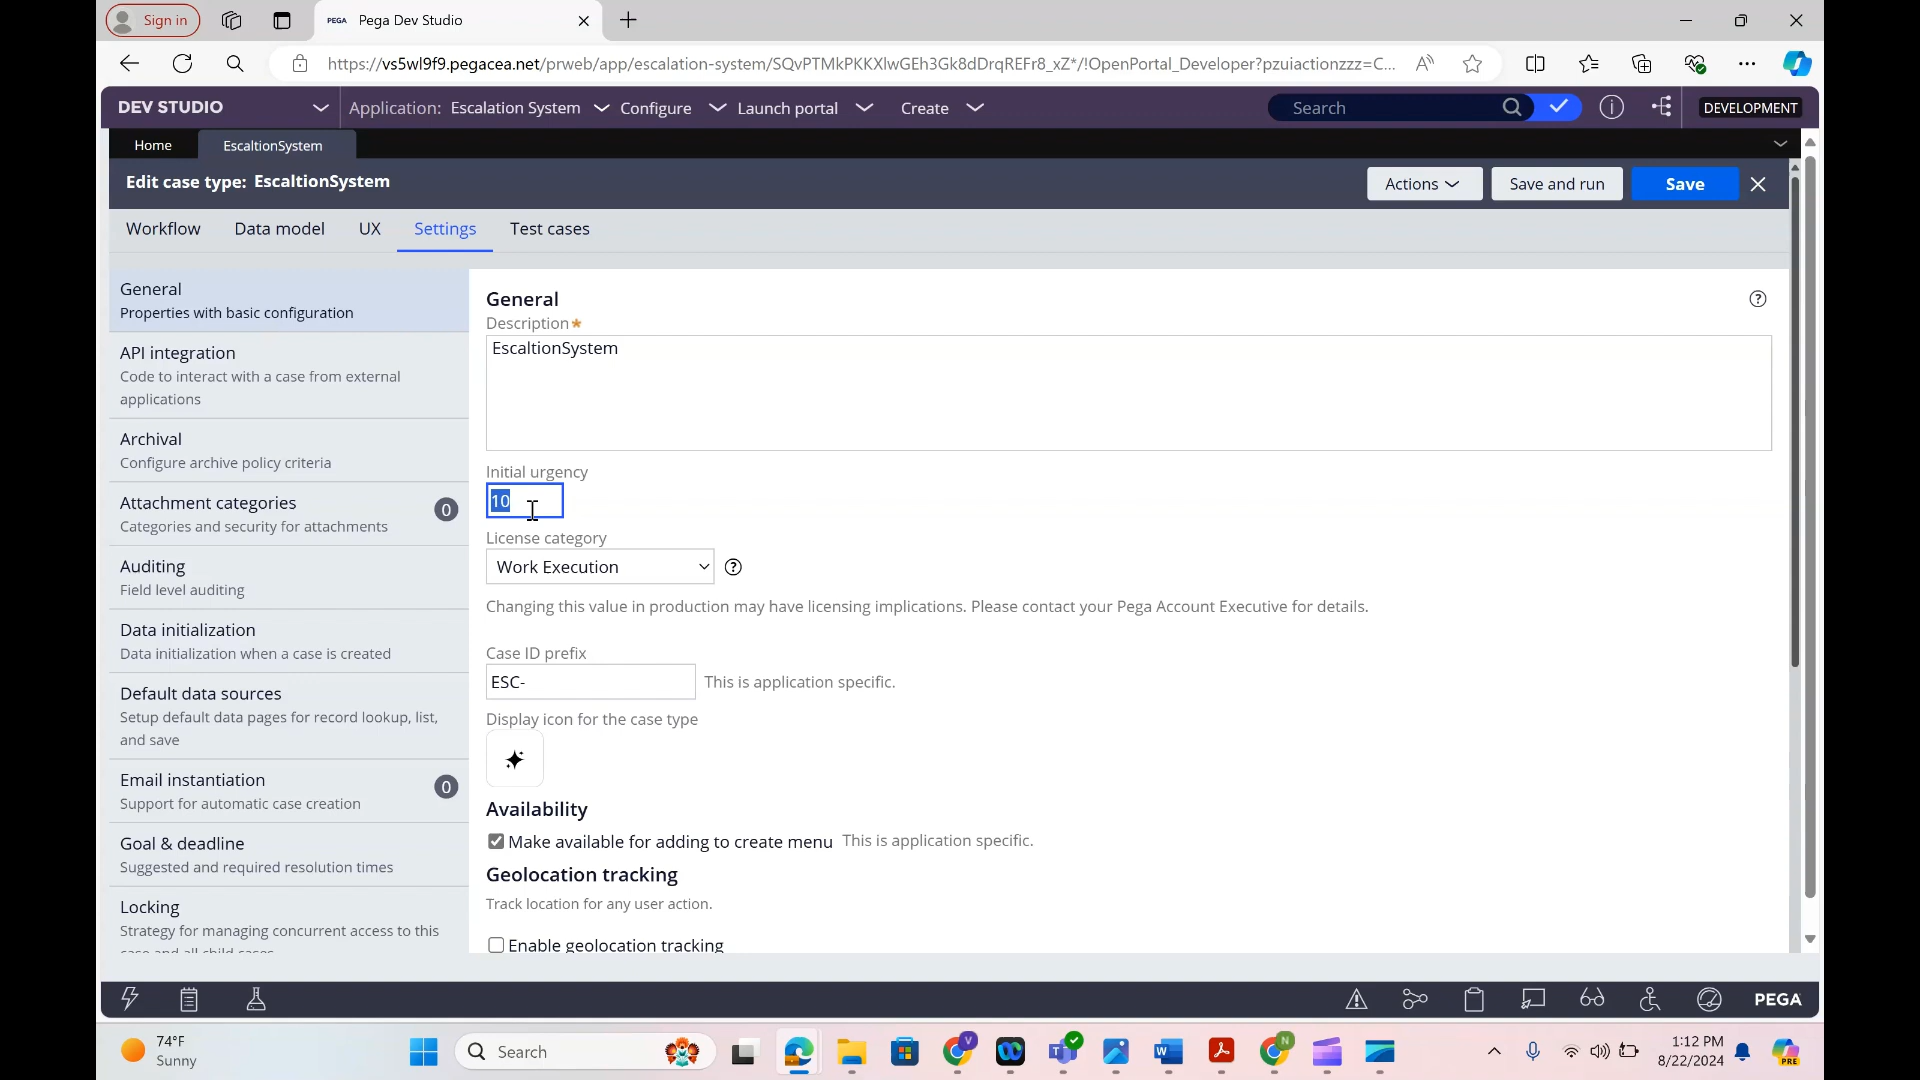 Sign in
PEGA Pega Dev Studio
https://vs5wl9f9.pegacea.net/prweb/app/escalation-system/SQvPTMkPKKXlwGEh3Gk8dDrqREFr8_xZ*/!OpenPortal_Developer?pzuiactionzzz=C...
DEV STUDIO
Application: Escalation System
Configure
Launch portal
Create
Search
DEVELOPMENT
Home
EscaltionSystem
Edit case type: EscaltionSystem
Actions
Save and run
Save
Workflow
Data model
UX
Settings
Test cases
General
Properties with basic configuration
API integration
Code to interact with a case from external
applications
Archival
Configure archive policy criteria
Attachment categories
0
Categories and security for attachments
Auditing
Field level auditing
Data initialization
Data initialization when a case is created
Default data sources
Setup default data pages for record lookup, list,
and save
Email instantiation
0
Support for automatic case creation
Goal & deadline
Suggested and required resolution times
Locking
Strategy for managing concurrent access to this
case and all child cases
General
Description*
EscaltionSystem
Initial urgency
10
License category
Work Execution
Changing this value in production may have licensing implications. Please contact your Pega Account Executive for details.
Case ID prefix
ESC-
This is application specific.
Display icon for the case type
Availability
Make available for adding to create menu
This is application specific.
Geolocation tracking
Track location for any user action.
Enable geolocation tracking
PEGA
74°F
Sunny
Search
V
N
1:12 PM
8/22/2024
PRE